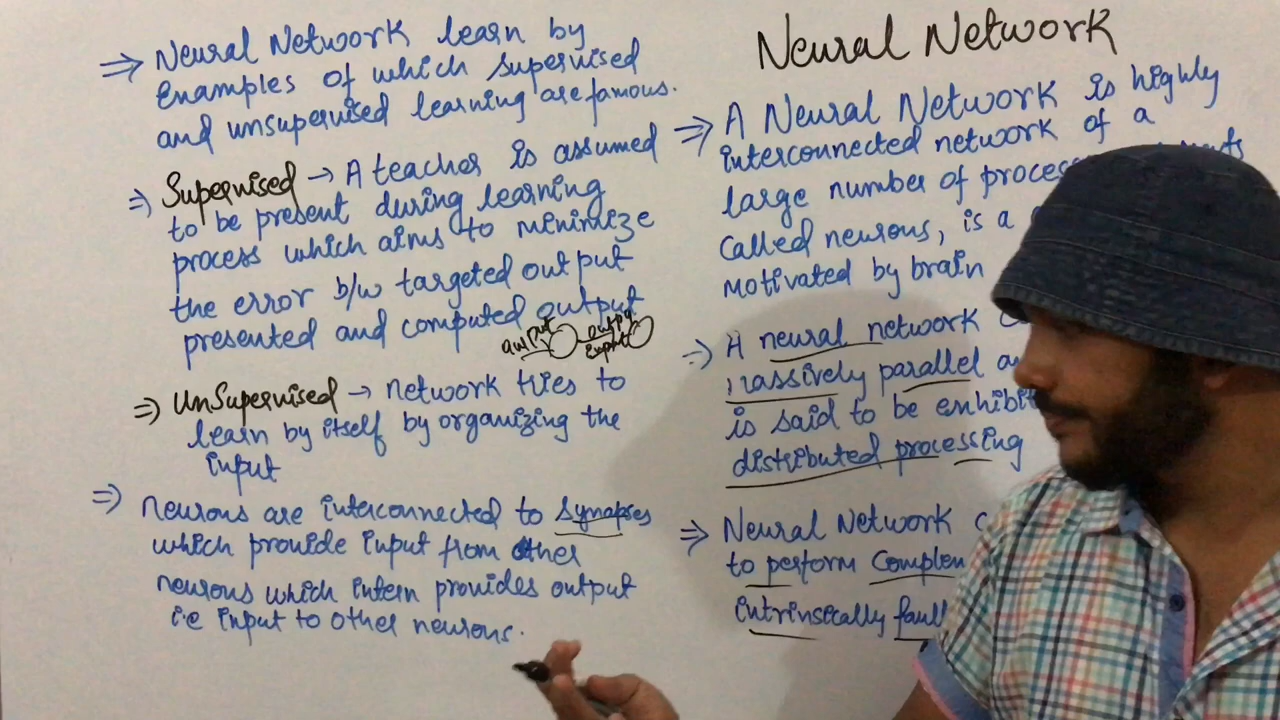 Neural Network
⇒ A Neural Network is highly
interconnected network of a
large number of
called neurons, is a
motivated by brain
⇒ A neural network
massively parallel
is said to be
distributed processing
⇒ Neural Network
to perform
intrinsically
⇒ Neural Network learn by
Examples of which supervised
and unsupervised learning are famous.
⇒ Supervised → A teacher is assumed
to be present during learning
process which aims to minimize
the error b/w targeted output
presented and computed output
output
⇒ UnSupervised → network tries to
learn by itself by organizing the
input
⇒ neurons are interconnected to synapses
which provide input from other
neurons which intern provides output
i.e input to other neurons.